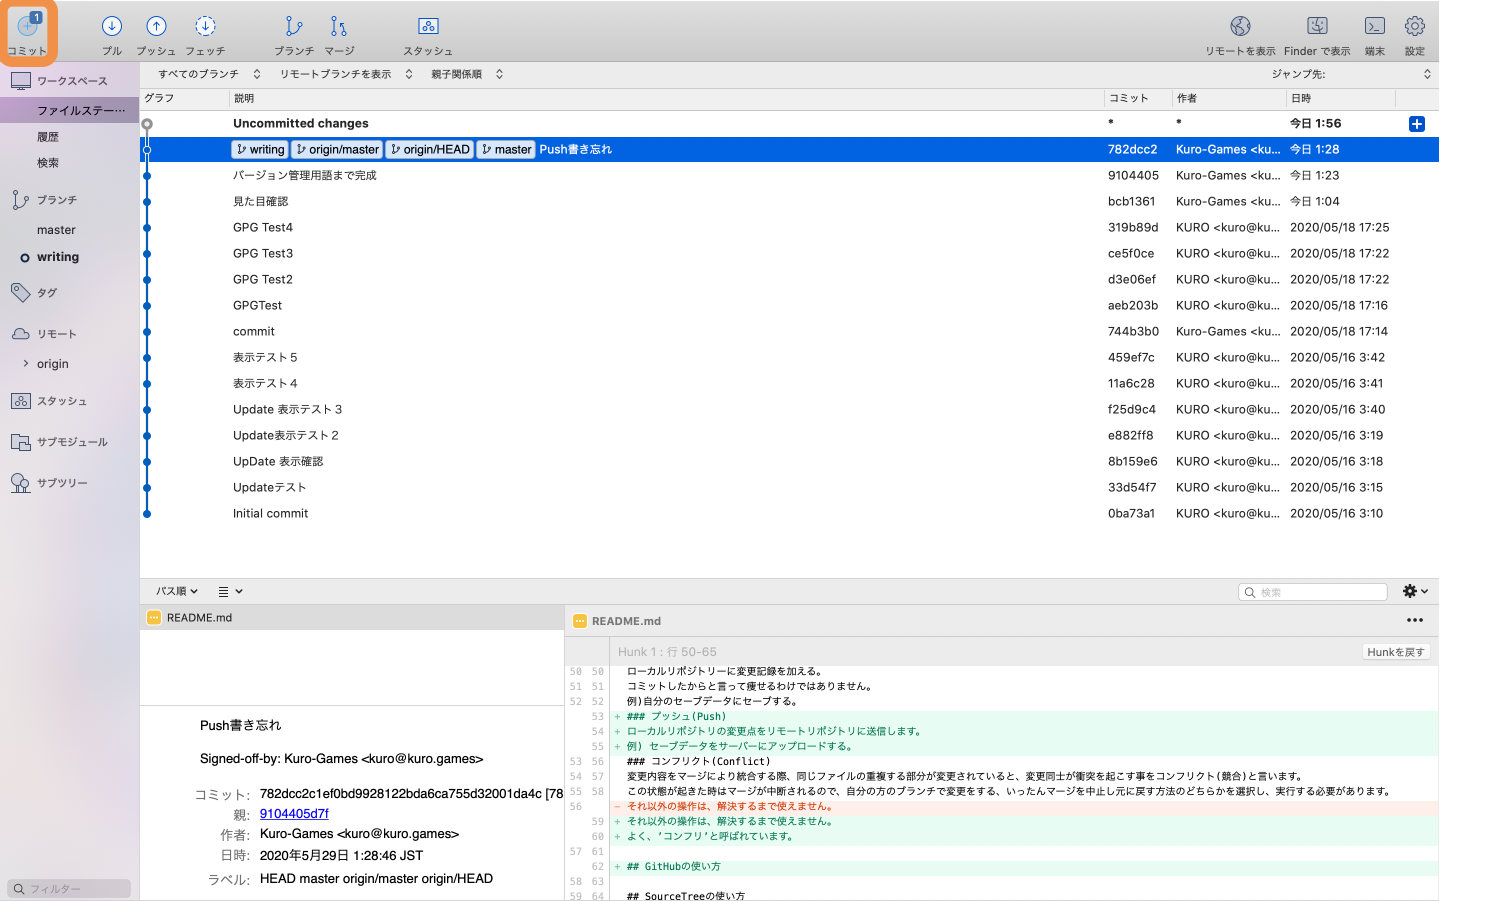 1
コミット プル プッシュ フェッチ ブランチ マージ スタッシュ リモートを表示 Finder で表示 端末 設定
ワークスペース
ファイルステー…
履歴
検索
ブランチ
master
writing
タグ
リモート
origin
スタッシュ
サブモジュール
サブツリー
フィルター
すべてのブランチ リモートブランチを表示 親子関係順 ジャンプ先:
グラフ 説明 コミット 作者 日時
Uncommitted changes * * 今日 1:56
writing origin/master origin/HEAD master Push書き忘れ 782dcc2 Kuro-Games <ku... 今日 1:28
バージョン管理用語まで完成 9104405 Kuro-Games <ku... 今日 1:23
見た目確認 bcb1361 Kuro-Games <ku... 今日 1:04
GPG Test4 319b89d KURO <kuro@ku... 2020/05/18 17:25
GPG Test3 ce5f0ce KURO <kuro@ku... 2020/05/18 17:22
GPG Test2 d3e06ef KURO <kuro@ku... 2020/05/18 17:22
GPGTest aeb203b KURO <kuro@ku... 2020/05/18 17:16
commit 744b3b0 Kuro-Games <ku... 2020/05/18 17:14
表示テスト５ 459ef7c KURO <kuro@ku... 2020/05/16 3:42
表示テスト４ 11a6c28 KURO <kuro@ku... 2020/05/16 3:41
Update 表示テスト３ f25d9c4 KURO <kuro@ku... 2020/05/16 3:40
Update表示テスト２ e882ff8 KURO <kuro@ku... 2020/05/16 3:19
UpDate 表示確認 8b159e6 KURO <kuro@ku... 2020/05/16 3:18
Updateテスト 33d54f7 KURO <kuro@ku... 2020/05/16 3:15
Initial commit 0ba73a1 KURO <kuro@ku... 2020/05/16 3:10
パス順 検索
README.md
Push書き忘れ
Signed-off-by: Kuro-Games <kuro@kuro.games>
コミット: 782dcc2c1ef0bd9928122bda6ca755d32001da4c [78
親: 9104405d7f
作者: Kuro-Games <kuro@kuro.games>
日時: 2020年5月29日 1:28:46 JST
ラベル: HEAD master origin/master origin/HEAD
README.md
Hunk 1 : 行 50-65 Hunkを戻す
50 50 ローカルリポジトリーに変更記録を加える。
51 51 コミットしたからと言って痩せるわけではありません。
52 52 例)自分のセーブデータにセーブする。
53 + ### プッシュ(Push)
54 + ローカルリポジトリの変更点をリモートリポジトリに送信します。
55 + 例) セーブデータをサーバーにアップロードする。
53 56 ### コンフリクト(Conflict)
54 57 変更内容をマージにより統合する際、同じファイルの重複する部分が変更されていると、変更同士が衝突を起こす事をコンフリクト(競合)と言います。
55 58 この状態が起きた時はマージが中断されるので、自分の方のブランチで変更をする、いったんマージを中止し元に戻す方法のどちらかを選択し、実行する必要があります。
56 - それ以外の操作は、解決するまで使えません。
59 + それ以外の操作は、解決するまで使えません。
60 + よく、'コンフリ'と呼ばれています。
57 61
62 + ## GitHubの使い方
58 63
59 64 ## SourceTreeの使い方